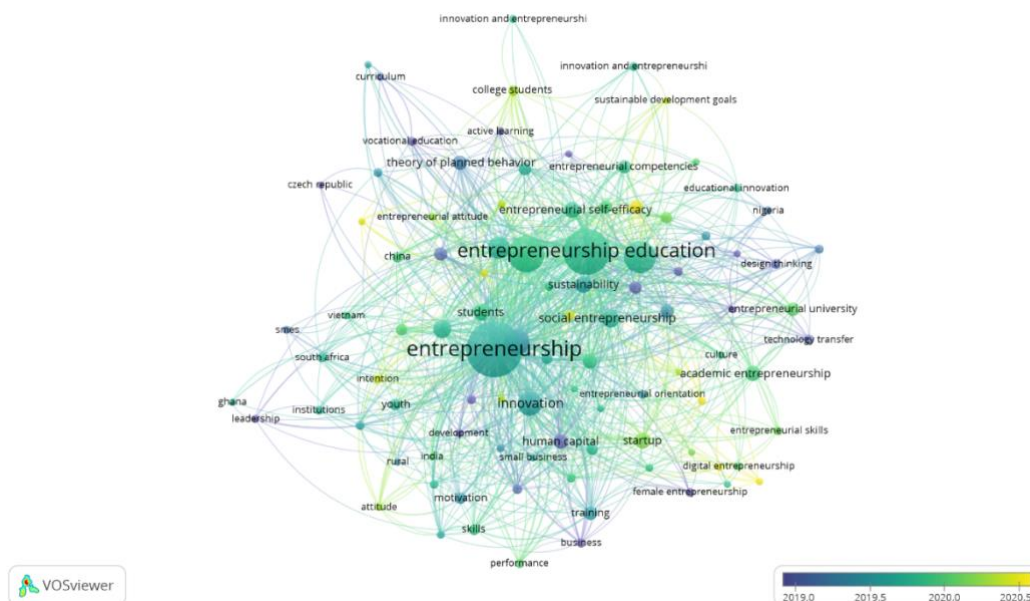 innovation and entrepreneurshi
innovation and entrepreneurshi
curriculum
college students
sustainable development goals
active learning
vocational education
theory of planned behavior
entrepreneurial competencies
czech republic
educational innovation
entrepreneurial attitude
entrepreneurial self-efficacy
nigeria
entrepreneurship education
china
design thinking
sustainability
students
social entrepreneurship
entrepreneurial university
vietnam
smes
technology transfer
entrepreneurship
south africa
culture
intention
academic entrepreneurship
entrepreneurial orientation
ghana
institutions
youth
innovation
leadership
development
entrepreneurial skills
human capital
startup
india
small business
rural
digital entrepreneurship
motivation
female entrepreneurship
attitude
training
skills
business
performance
VOSviewer
2019.0 2019.5 2020.0 2020.5